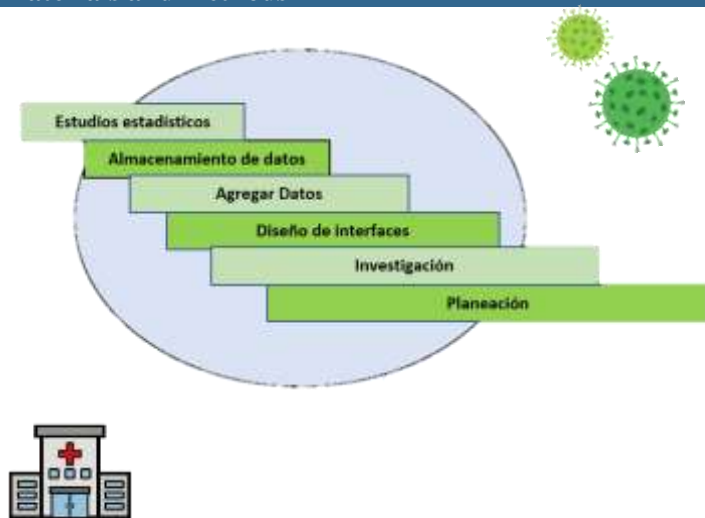 Estudios estadísticos
Almacenamiento de datos
Agregar Datos
Diseño de interfaces
Investigación
Planeación